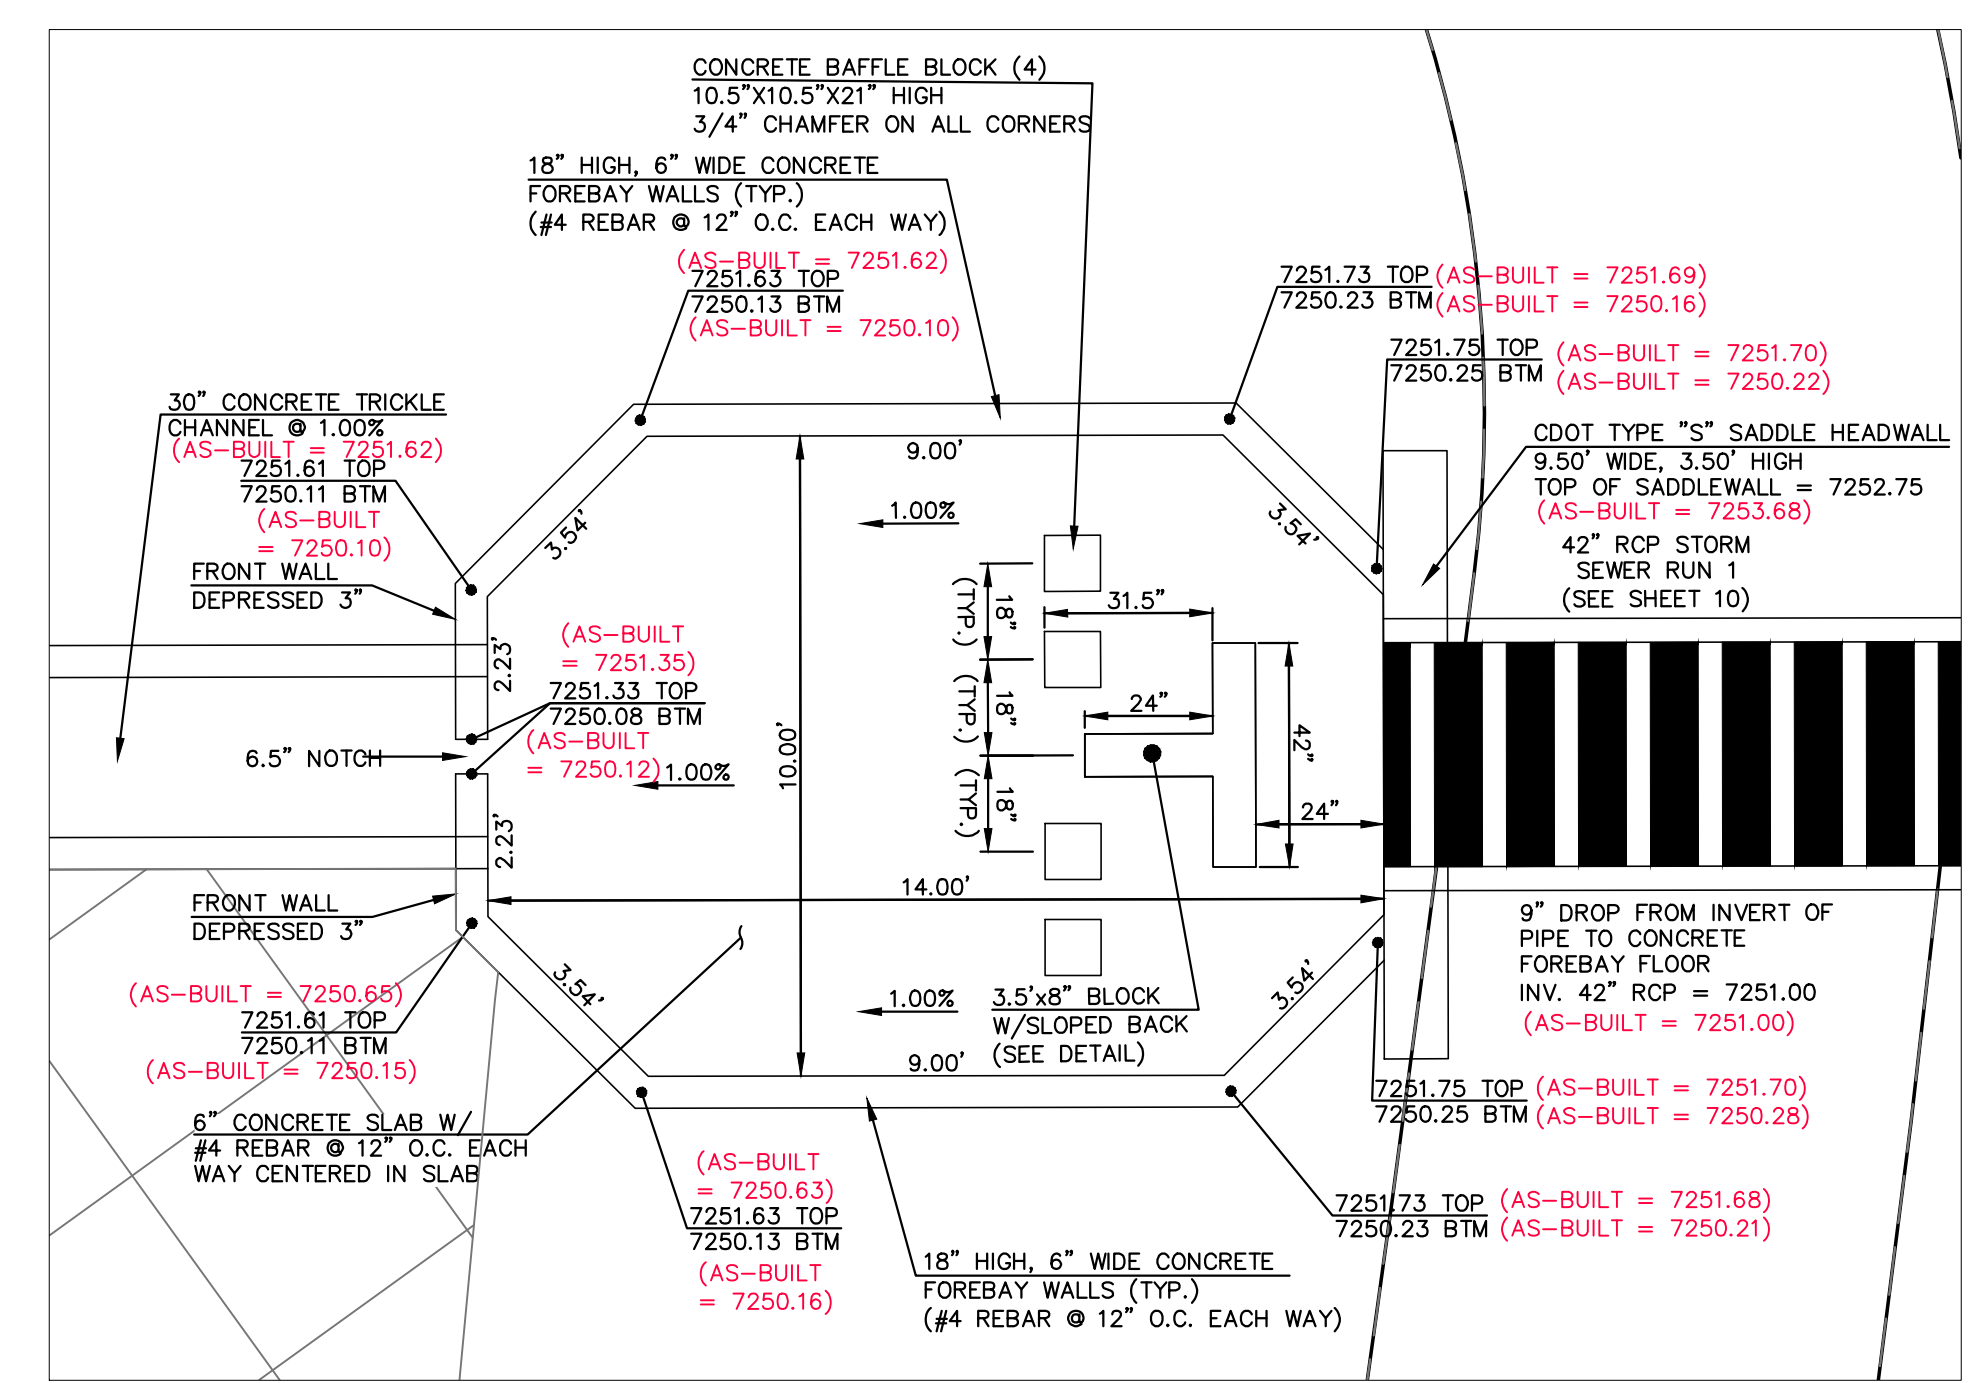 CONCRETE BAFFLE BLOCK (4)
10.5”X10.5”X21” HIGH
3/4” CHAMFER ON ALL CORNERS
18” HIGH, 6” WIDE CONCRETE
FOREBAY WALLS (TYP.)
(#4 REBAR @ 12” O.C. EACH WAY)
(AS-BUILT = 7251.62)
7251.63 TOP
7250.13 BTM
(AS-BUILT = 7250.10)
7251.73 TOP (AS-BUILT = 7251.69)
7250.23 BTM (AS-BUILT = 7250.16)
7251.75 TOP (AS-BUILT = 7251.70)
7250.25 BTM (AS-BUILT = 7250.22)
30” CONCRETE TRICKLE
CHANNEL @ 1.00%
(AS-BUILT = 7251.62)
7251.61 TOP
7250.11 BTM
(AS-BUILT
= 7250.10)
FRONT WALL
DEPRESSED 3”
CDOT TYPE "S" SADDLE HEADWALL
9.50' WIDE, 3.50' HIGH
TOP OF SADDLEWALL = 7252.75
(AS-BUILT = 7253.68)
42” RCP STORM
SEWER RUN 1
(SEE SHEET 10)
9.00'
3.54'
3.54'
1.00%
18”
(TYP.)
18”
(TYP.)
18”
(TYP.)
31.5”
24”
42”
24”
2.23'
(AS-BUILT
= 7251.35)
7251.33 TOP
7250.08 BTM
(AS-BUILT
= 7250.12)
1.00%
6.5” NOTCH
10.00'
2.23'
14.00'
FRONT WALL
DEPRESSED 3”
(AS-BUILT = 7250.65)
7251.61 TOP
7250.11 BTM
(AS-BUILT = 7250.15)
3.54'
3.54'
1.00%
3.5'x8” BLOCK
W/SLOPED BACK
(SEE DETAIL)
9.00'
9” DROP FROM INVERT OF
PIPE TO CONCRETE
FOREBAY FLOOR
INV. 42” RCP = 7251.00
(AS-BUILT = 7251.00)
7251.75 TOP (AS-BUILT = 7251.70)
7250.25 BTM (AS-BUILT = 7250.28)
6” CONCRETE SLAB W/
#4 REBAR @ 12” O.C. EACH
WAY CENTERED IN SLAB
(AS-BUILT
= 7250.63)
7251.63 TOP
7250.13 BTM
(AS-BUILT
= 7250.16)
7251.73 TOP (AS-BUILT = 7251.68)
7250.23 BTM (AS-BUILT = 7250.21)
18” HIGH, 6” WIDE CONCRETE
FOREBAY WALLS (TYP.)
(#4 REBAR @ 12” O.C. EACH WAY)